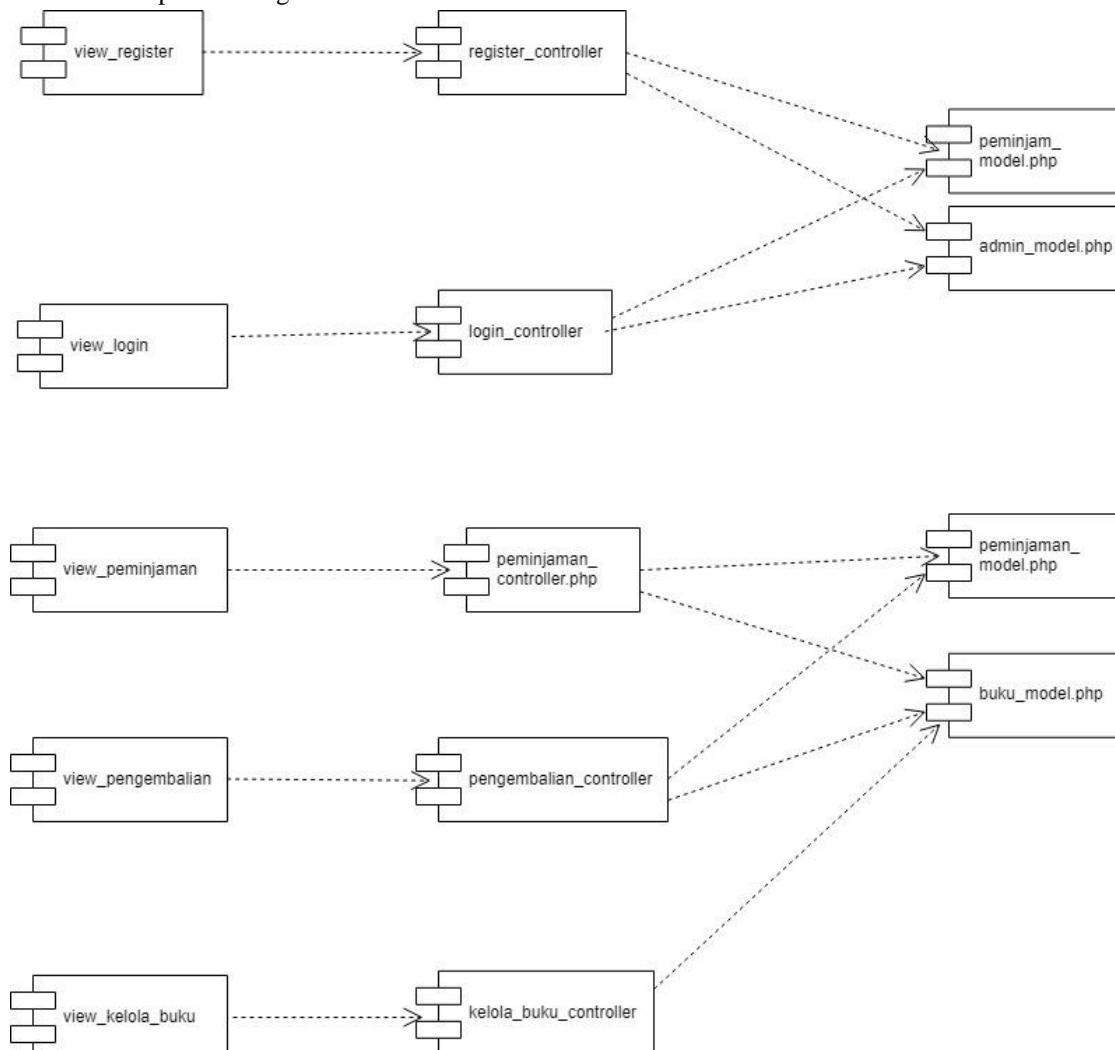 view_register
register_controller
peminjam_
model.php
admin_model.php
view_login
login_controller
view_peminjaman
peminjaman_
controller.php
peminjaman_
model.php
buku_model.php
view_pengembalian
pengembalian_controller
view_kelola_buku
kelola_buku_controller